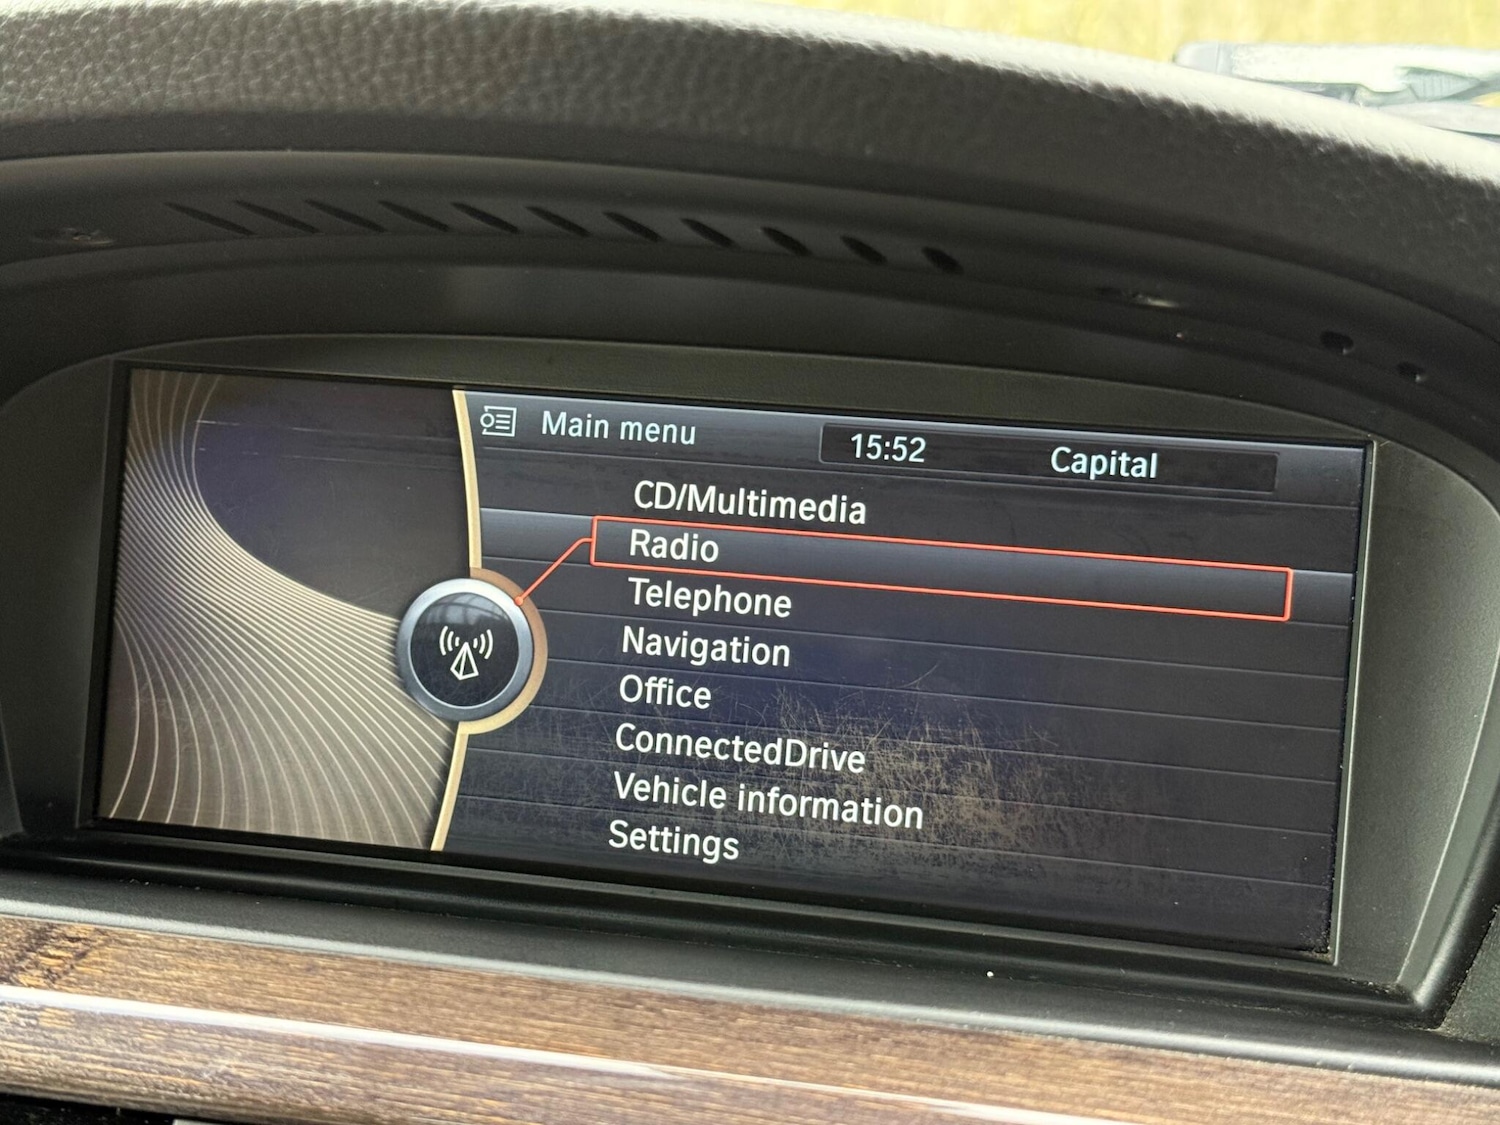 Main menu 15:52 Capital
CD/Multimedia
Radio
Telephone
Navigation
Office
ConnectedDrive
Vehicle information
Settings